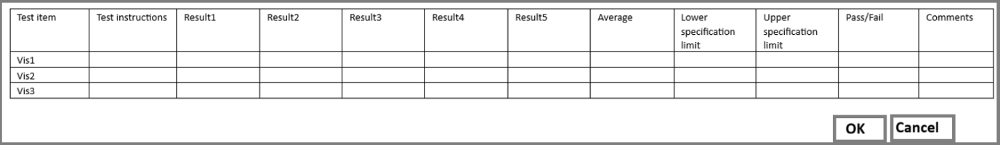 Test item Test instructions Result1 Result2 Result3 Result4 Result5 Average Lower specification limit Upper specification limit Pass/Fail Comments
Vis1
Vis2
Vis3
OK Cancel